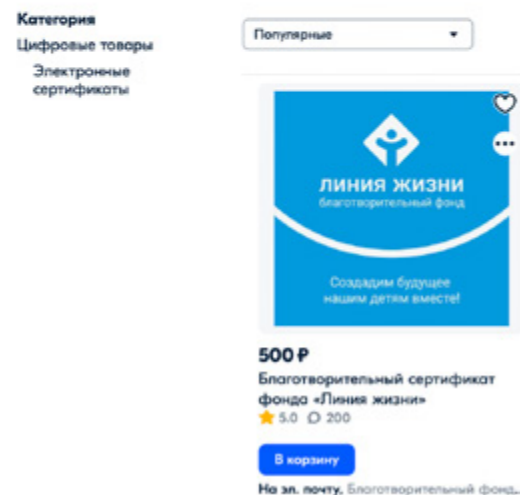 Категория
Цифровые товары
Электронные
сертификаты
Популярные
ЛИНИЯ ЖИЗНИ
благотворительный фонд
Создадим будущее
нашим детям вместе!
500 ₽
Благотворительный сертификат
фонда «Линия жизни»
5.0 200
В корзину
На эл. почту, Благотворительный фонд...